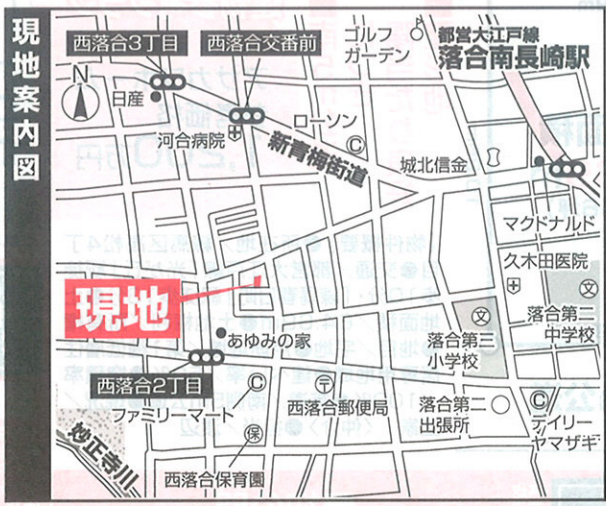 現地案内図
西落合3丁目
西落合交番前
ゴルフ
ガーデン
都営大江戸線
落合南長崎駅
N
日産
河合病院
ローソン
新青梅街道
城北信金
マクドナルド
久木田医院
現地
あゆみの家
落合第三
小学校
落合第二
中学校
西落合2丁目
ファミリーマート
西落合郵便局
落合第二
出張所
デイリー
ヤマザキ
妙正寺川
保
西落合保育園
文
文